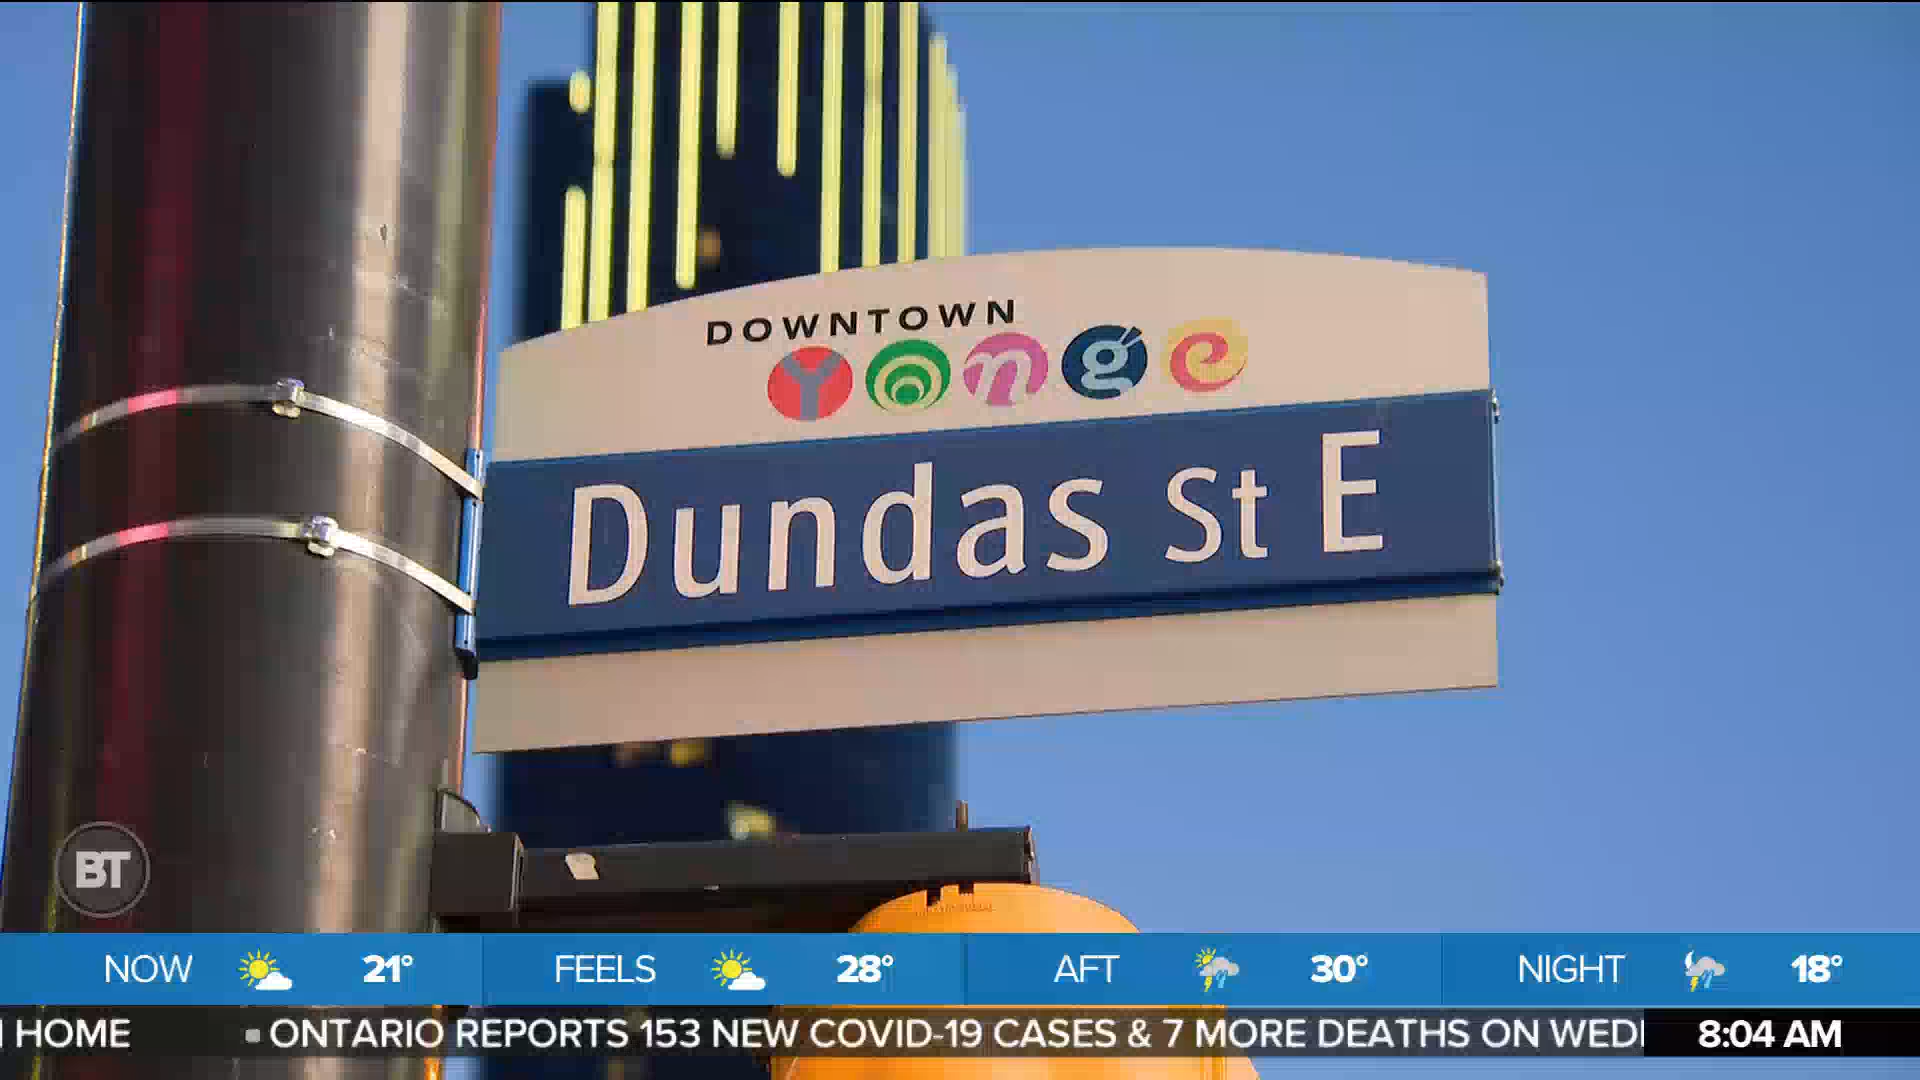 DOWNTOWN
Yonge
Dundas St E
BT
NOW 21° FEELS 28° AFT 30° NIGHT 18°
HOME ▪ ONTARIO REPORTS 153 NEW COVID-19 CASES & 7 MORE DEATHS ON WED
8:04 AM